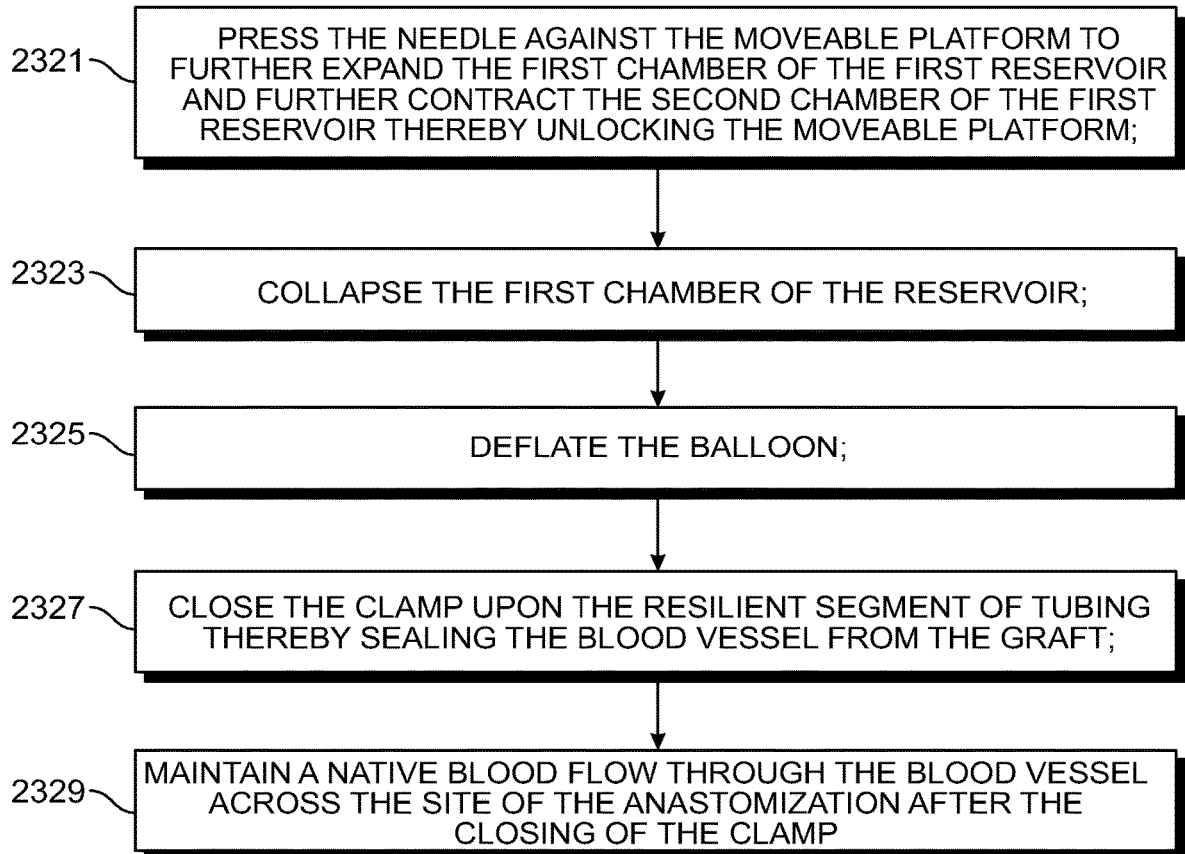 2321
PRESS THE NEEDLE AGAINST THE MOVEABLE PLATFORM TO
FURTHER EXPAND THE FIRST CHAMBER OF THE FIRST RESERVOIR
AND FURTHER CONTRACT THE SECOND CHAMBER OF THE FIRST
RESERVOIR THEREBY UNLOCKING THE MOVEABLE PLATFORM;
2323
COLLAPSE THE FIRST CHAMBER OF THE RESERVOIR;
2325
DEFLATE THE BALLOON;
2327
CLOSE THE CLAMP UPON THE RESILIENT SEGMENT OF TUBING
THEREBY SEALING THE BLOOD VESSEL FROM THE GRAFT;
2329
MAINTAIN A NATIVE BLOOD FLOW THROUGH THE BLOOD VESSEL
ACROSS THE SITE OF THE ANASTOMIZATION AFTER THE
CLOSING OF THE CLAMP